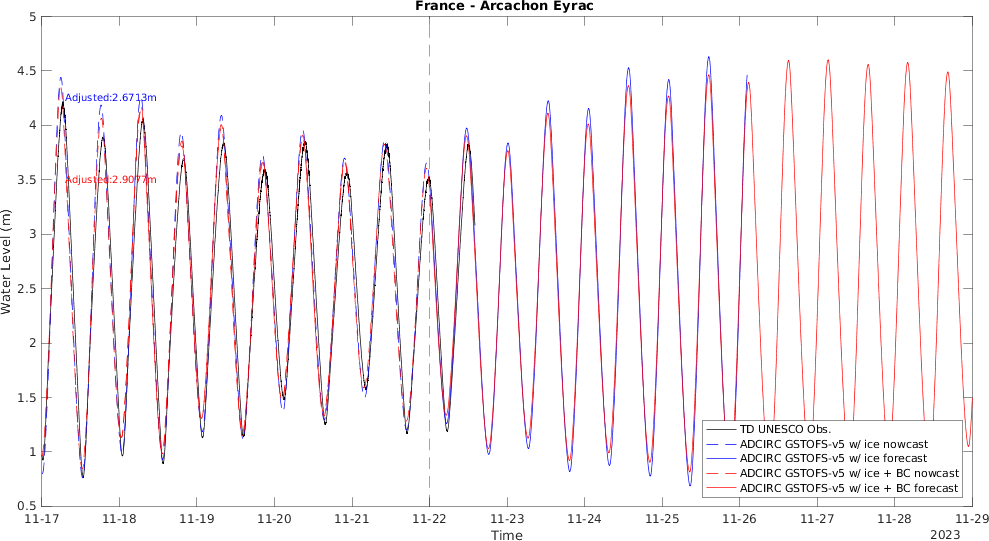 France - Arcachon Eyrac
5
4.5
4
3.5
3
2.5
2
1.5
1
0.5
Water Level (m)
Adjusted:2.6713m
Adjusted:2.9077m
TD UNESCO Obs.
ADCIRC GSTOFS-v5 w/ ice nowcast
ADCIRC GSTOFS-v5 w/ ice forecast
ADCIRC GSTOFS-v5 w/ ice + BC nowcast
ADCIRC GSTOFS-v5 w/ ice + BC forecast
11-17 11-18 11-19 11-20 11-21 11-22 11-23 11-24 11-25 11-26 11-27 11-28 11-29
Time
2023